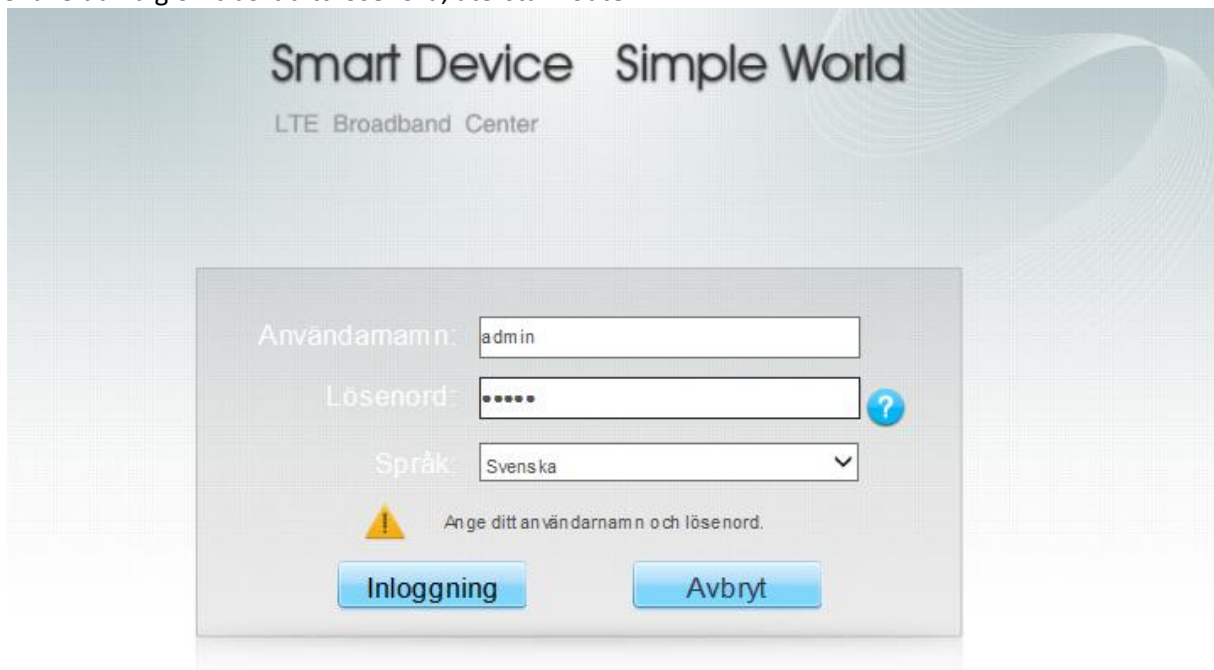 Smart Device Simple World
LTE Broadband Center
Användarnamn: admin
Lösenord: •••••
?
Språk: Svenska
! Ange ditt användarnamn och lösenord.
Inloggning Avbryt